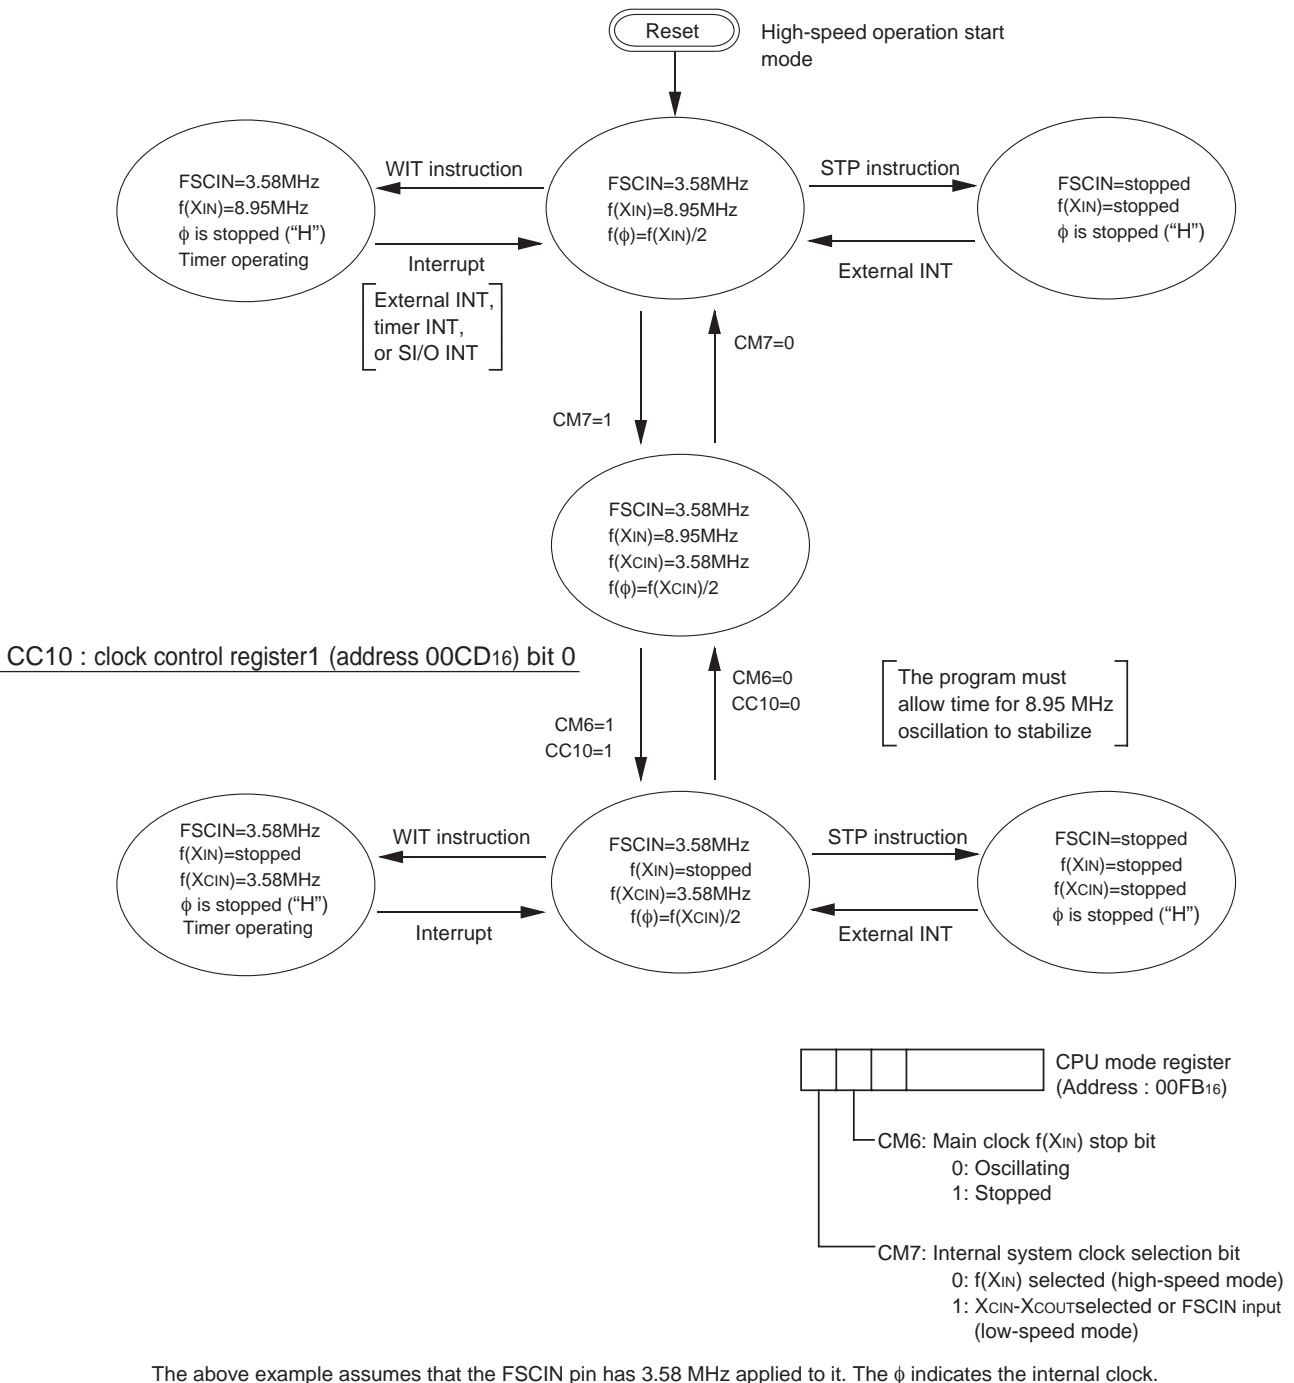 Reset
High-speed operation start
mode
FSCIN=3.58MHz
f(XIN)=8.95MHz
ϕ is stopped (“H”)
Timer operating
WIT instruction
Interrupt
External INT,
timer INT,
or SI/O INT
FSCIN=3.58MHz
f(XIN)=8.95MHz
f(ϕ)=f(XIN)/2
STP instruction
External INT
FSCIN=stopped
f(XIN)=stopped
ϕ is stopped (“H”)
CM7=0
CM7=1
FSCIN=3.58MHz
f(XIN)=8.95MHz
f(XCIN)=3.58MHz
f(ϕ)=f(XCIN)/2
CC10 : clock control register1 (address 00CD16) bit 0
CM6=0
CC10=0
The program must
allow time for 8.95 MHz
oscillation to stabilize
CM6=1
CC10=1
FSCIN=3.58MHz
f(XIN)=stopped
f(XCIN)=3.58MHz
ϕ is stopped (“H”)
Timer operating
WIT instruction
Interrupt
FSCIN=3.58MHz
f(XIN)=stopped
f(XCIN)=3.58MHz
f(ϕ)=f(XCIN)/2
STP instruction
External INT
FSCIN=stopped
f(XIN)=stopped
f(XCIN)=stopped
ϕ is stopped (“H”)
CPU mode register
(Address : 00FB16)
CM6: Main clock f(XIN) stop bit
0: Oscillating
1: Stopped
CM7: Internal system clock selection bit
0: f(XIN) selected (high-speed mode)
1: XCIN-XCOUTselected or FSCIN input
(low-speed mode)
The above example assumes that the FSCIN pin has 3.58 MHz applied to it. The ϕ indicates the internal clock.